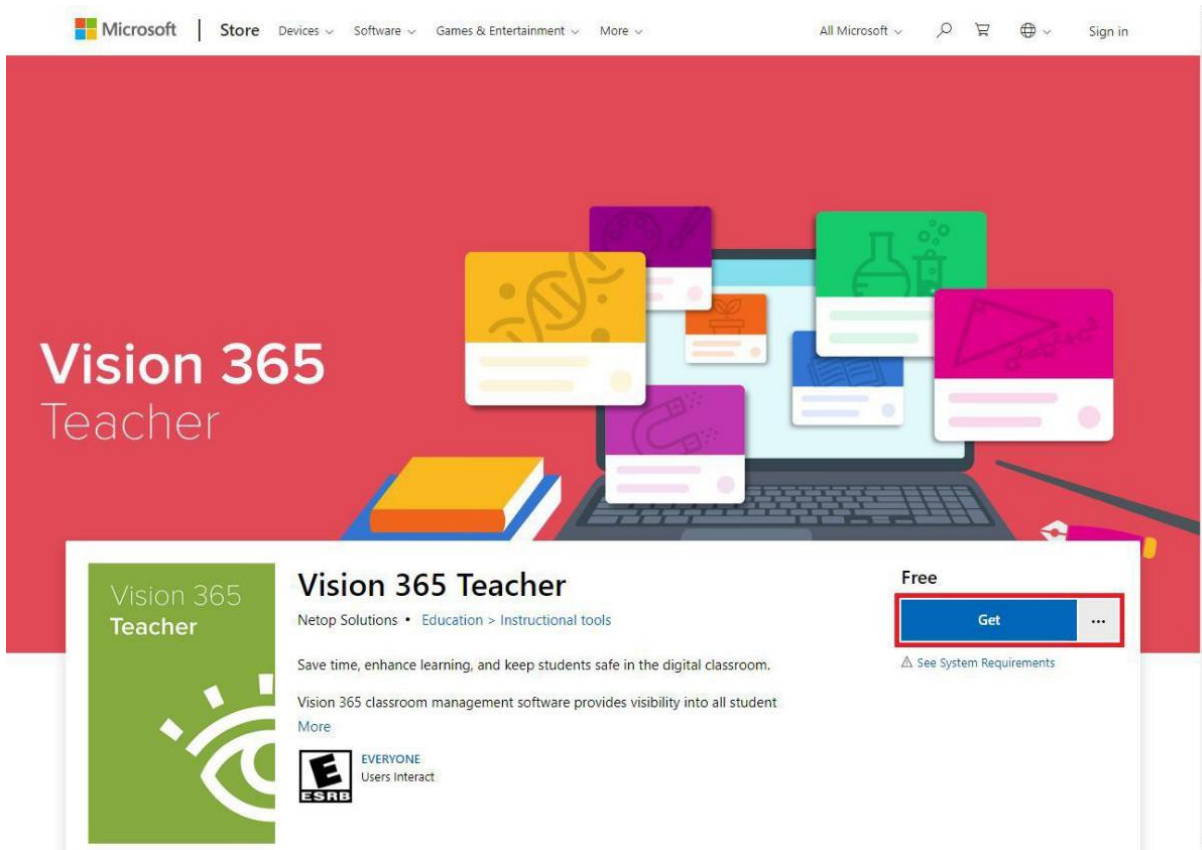 Microsoft | Store Devices Software Games & Entertainment More All Microsoft Sign in
Vision 365
Teacher
Vision 365
Teacher
Vision 365 Teacher
Netop Solutions • Education > Instructional tools
Save time, enhance learning, and keep students safe in the digital classroom.
Vision 365 classroom management software provides visibility into all student
More
E
ESRB
EVERYONE
Users Interact
Free
Get ...
See System Requirements